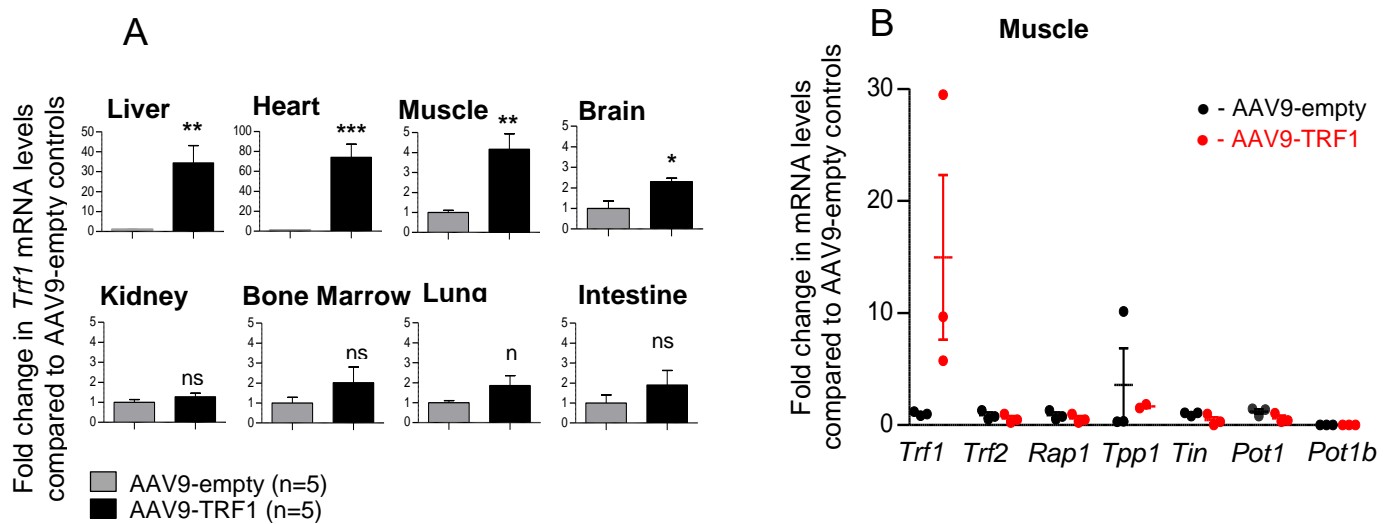 A
Fold change in Trf1 mRNA levels
compared to AAV9-empty controls
Liver
**
50
40
30
20
10
0
Heart
***
100
80
60
40
20
0
Muscle
**
5
4
3
2
1
0
Brain
*
5
4
3
2
1
0
Kidney
ns
5
4
3
2
1
0
Bone Marrow
ns
5
4
3
2
1
0
Lung
n
5
4
3
2
1
0
Intestine
ns
5
4
3
2
1
0
AAV9-empty (n=5)
AAV9-TRF1 (n=5)
B
Muscle
Fold change in mRNA levels
compared to AAV9-empty controls
30
20
10
0
- AAV9-empty
- AAV9-TRF1
Trf1 Trf2 Rap1 Tpp1 Tin Pot1 Pot1b